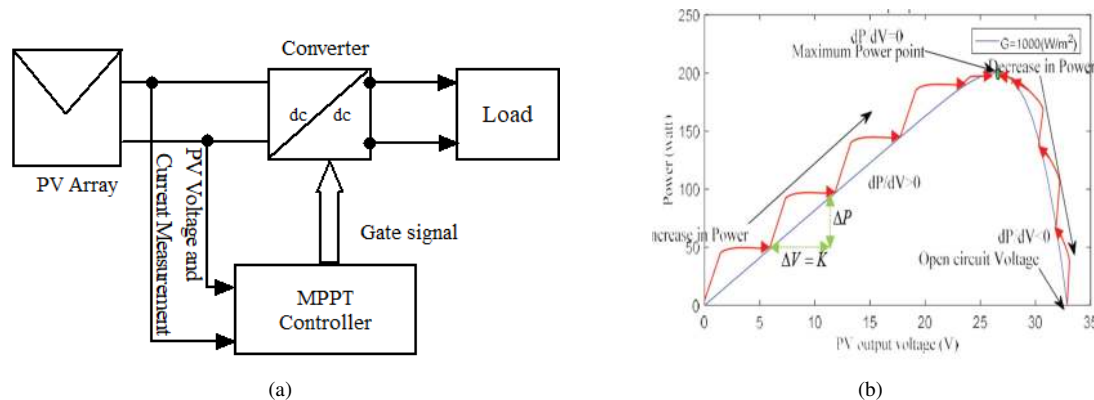 Converter
dc
dc
Load
PV Array
PV Voltage and
Current Measurement
Gate signal
MPPT
Controller
(a)
250
200
150
100
50
0
Power (watt)
0
5
10
15
20
25
30
35
PV output voltage (V)
dP/dV=0
Maximum Power point
G=1000(W/m²)
Decrease in Power
dP/dV>0
ΔP
ncrease in Power
ΔV = K
dP/dV<0
Open circuit Voltage
(b)